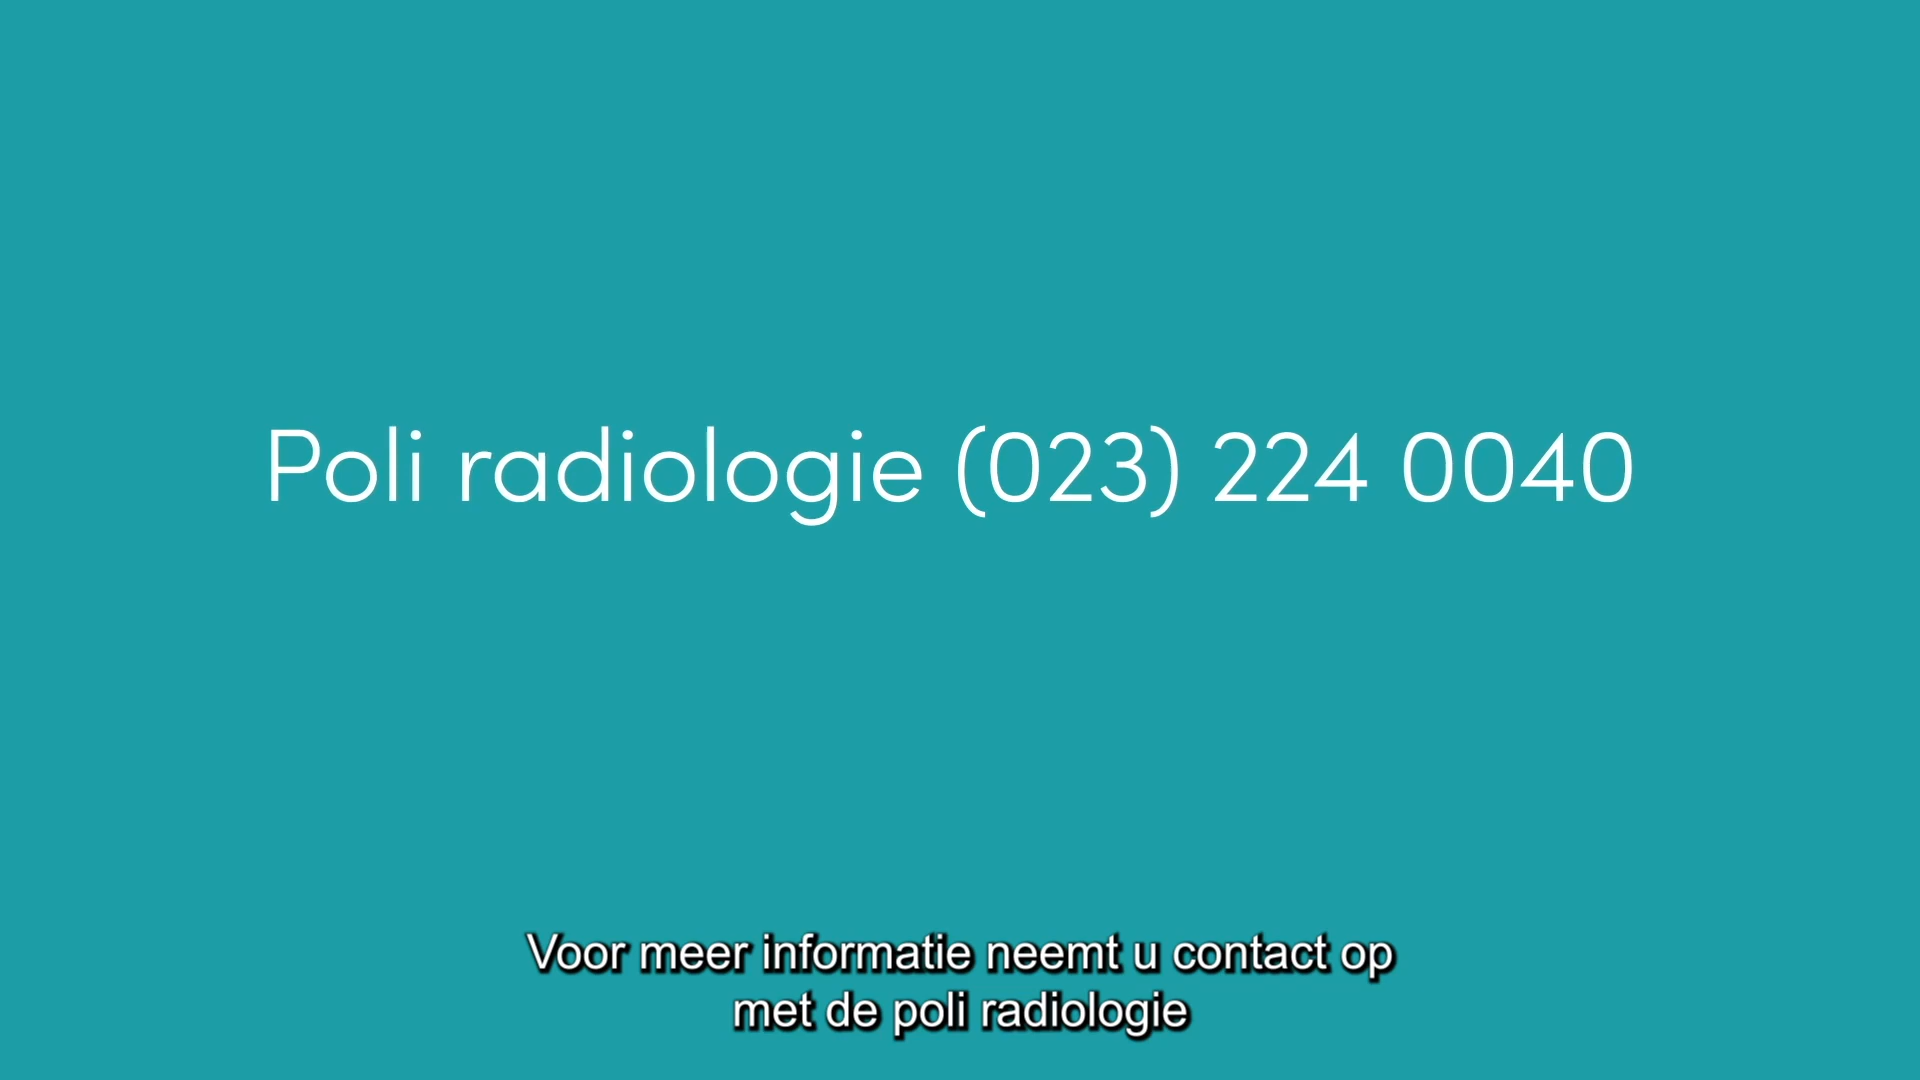 Poli radiologie (023) 224 0040
Voor meer informatie neemt u contact op
met de poli radiologie